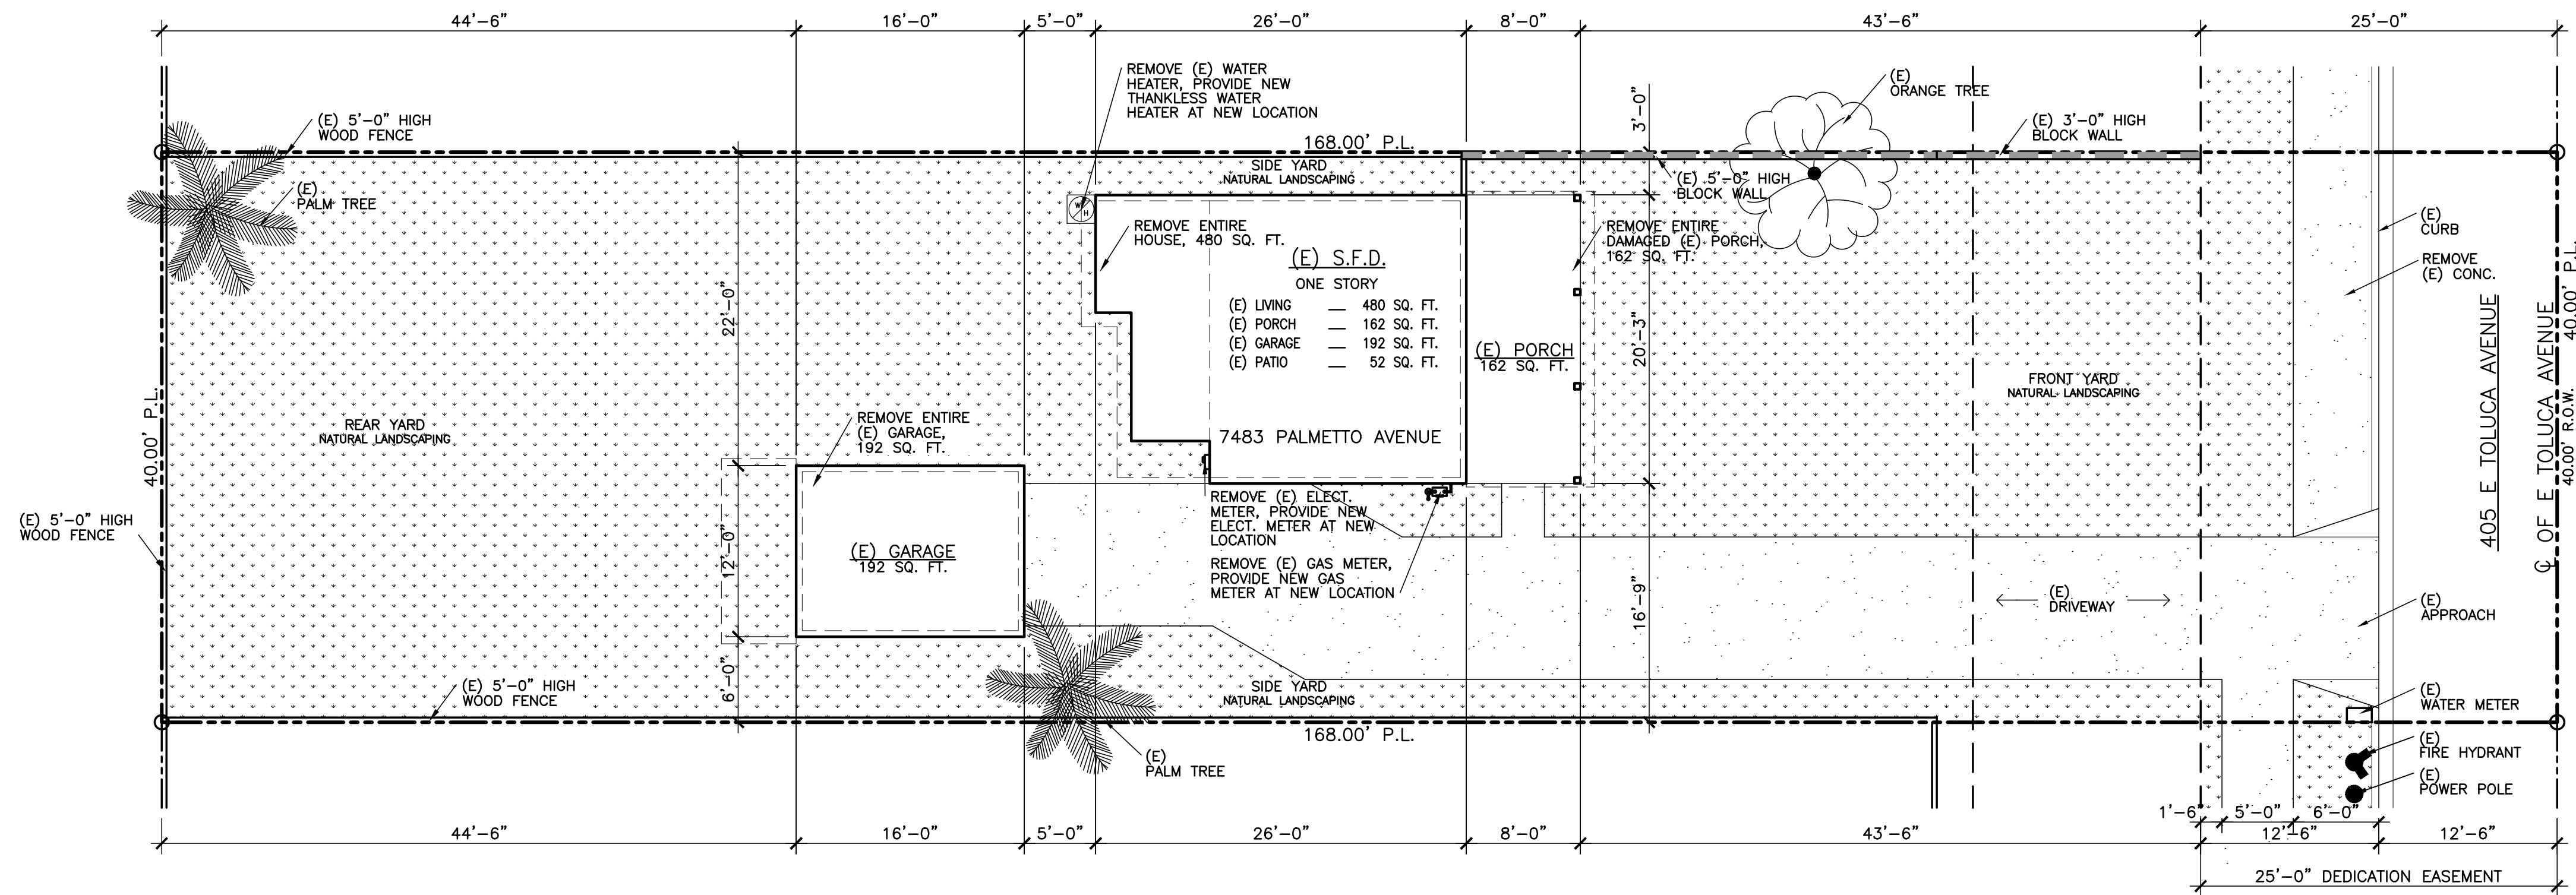 44'-6"
16'-0"
5'-0"
26'-0"
8'-0"
43'-6"
25'-0"
REMOVE (E) WATER
HEATER, PROVIDE NEW
THANKLESS WATER
HEATER AT NEW LOCATION
(E)
ORANGE TREE
(E) 5'-0" HIGH
WOOD FENCE
3'-0"
(E) 3'-0" HIGH
BLOCK WALL
168.00' P.L.
SIDE YARD
NATURAL LANDSCAPING
(E) 5'-0" HIGH
BLOCK WALL
(E)
PALM TREE
W
H
REMOVE ENTIRE
HOUSE, 480 SQ. FT.
REMOVE ENTIRE
DAMAGED (E) PORCH,
162 SQ. FT.
(E)
CURB
REMOVE
(E) CONC.
(E) S.F.D.
ONE STORY
(E) LIVING — 480 SQ. FT.
(E) PORCH — 162 SQ. FT.
(E) GARAGE — 192 SQ. FT.
(E) PATIO — 52 SQ. FT.
22'-0"
20'-3"
(E) PORCH
162 SQ. FT.
40.00' P.L.
405 E TOLUCA AVENUE
℄ OF E TOLUCA AVENUE
40.00' R.O.W.
FRONT YARD
NATURAL LANDSCAPING
40.00' P.L.
REAR YARD
NATURAL LANDSCAPING
REMOVE ENTIRE
(E) GARAGE,
192 SQ. FT.
7483 PALMETTO AVENUE
(E) 5'-0" HIGH
WOOD FENCE
REMOVE (E) ELECT.
METER, PROVIDE NEW
ELECT. METER AT NEW
LOCATION
12'-0"
(E) GARAGE
192 SQ. FT.
REMOVE (E) GAS METER,
PROVIDE NEW GAS
METER AT NEW LOCATION
16'-9"
(E)
DRIVEWAY
(E)
APPROACH
6'-0"
(E) 5'-0" HIGH
WOOD FENCE
SIDE YARD
NATURAL LANDSCAPING
(E)
WATER METER
168.00' P.L.
(E)
PALM TREE
(E)
FIRE HYDRANT
(E)
POWER POLE
1'-6"
5'-0"
6'-0"
44'-6"
16'-0"
5'-0"
26'-0"
8'-0"
43'-6"
12'-6"
12'-6"
25'-0" DEDICATION EASEMENT